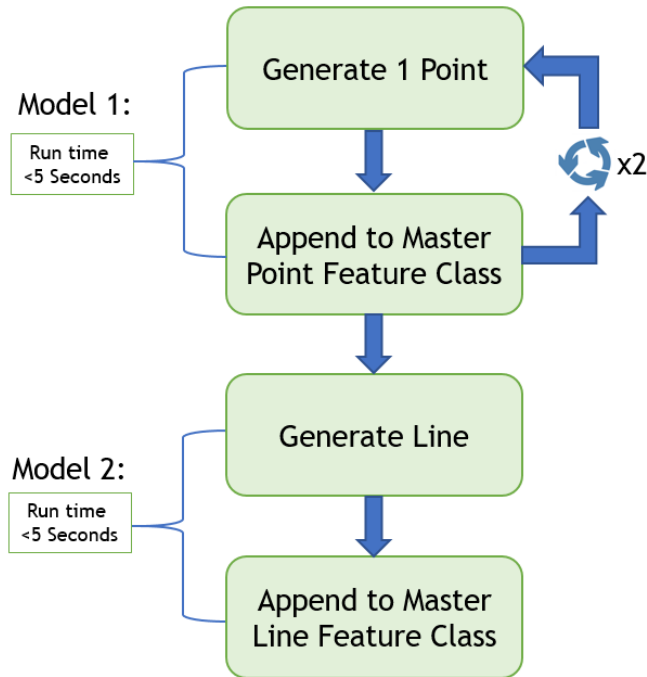 Generate 1 Point
Model 1:
Run time
<5 Seconds
x2
Append to Master
Point Feature Class
Generate Line
Model 2:
Run time
<5 Seconds
Append to Master
Line Feature Class